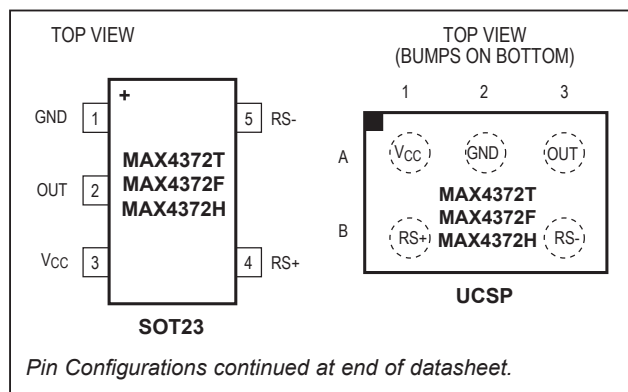 TOP VIEW
+
GND 1
5 RS-
MAX4372T
MAX4372F
MAX4372H
OUT 2
VCC 3
4 RS+
SOT23
TOP VIEW
(BUMPS ON BOTTOM)
1 2 3
A VCC GND OUT
MAX4372T
MAX4372F
MAX4372H
B RS+ RS-
UCSP
Pin Configurations continued at end of datasheet.